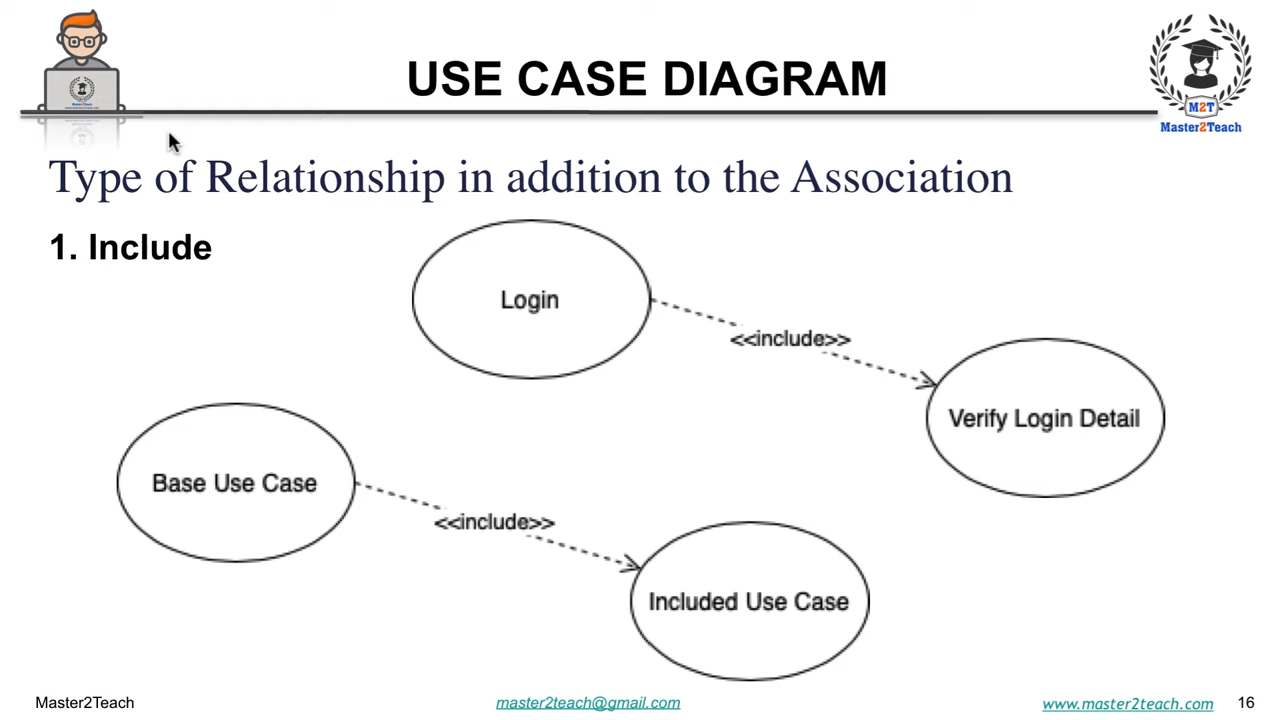 USE CASE DIAGRAM
M2T
Master2Teach
Type of Relationship in addition to the Association
1. Include
Login
<<include>>
Verify Login Detail
Base Use Case
<<include>>
Included Use Case
Master2Teach
master2teach@gmail.com
www.master2teach.com
16